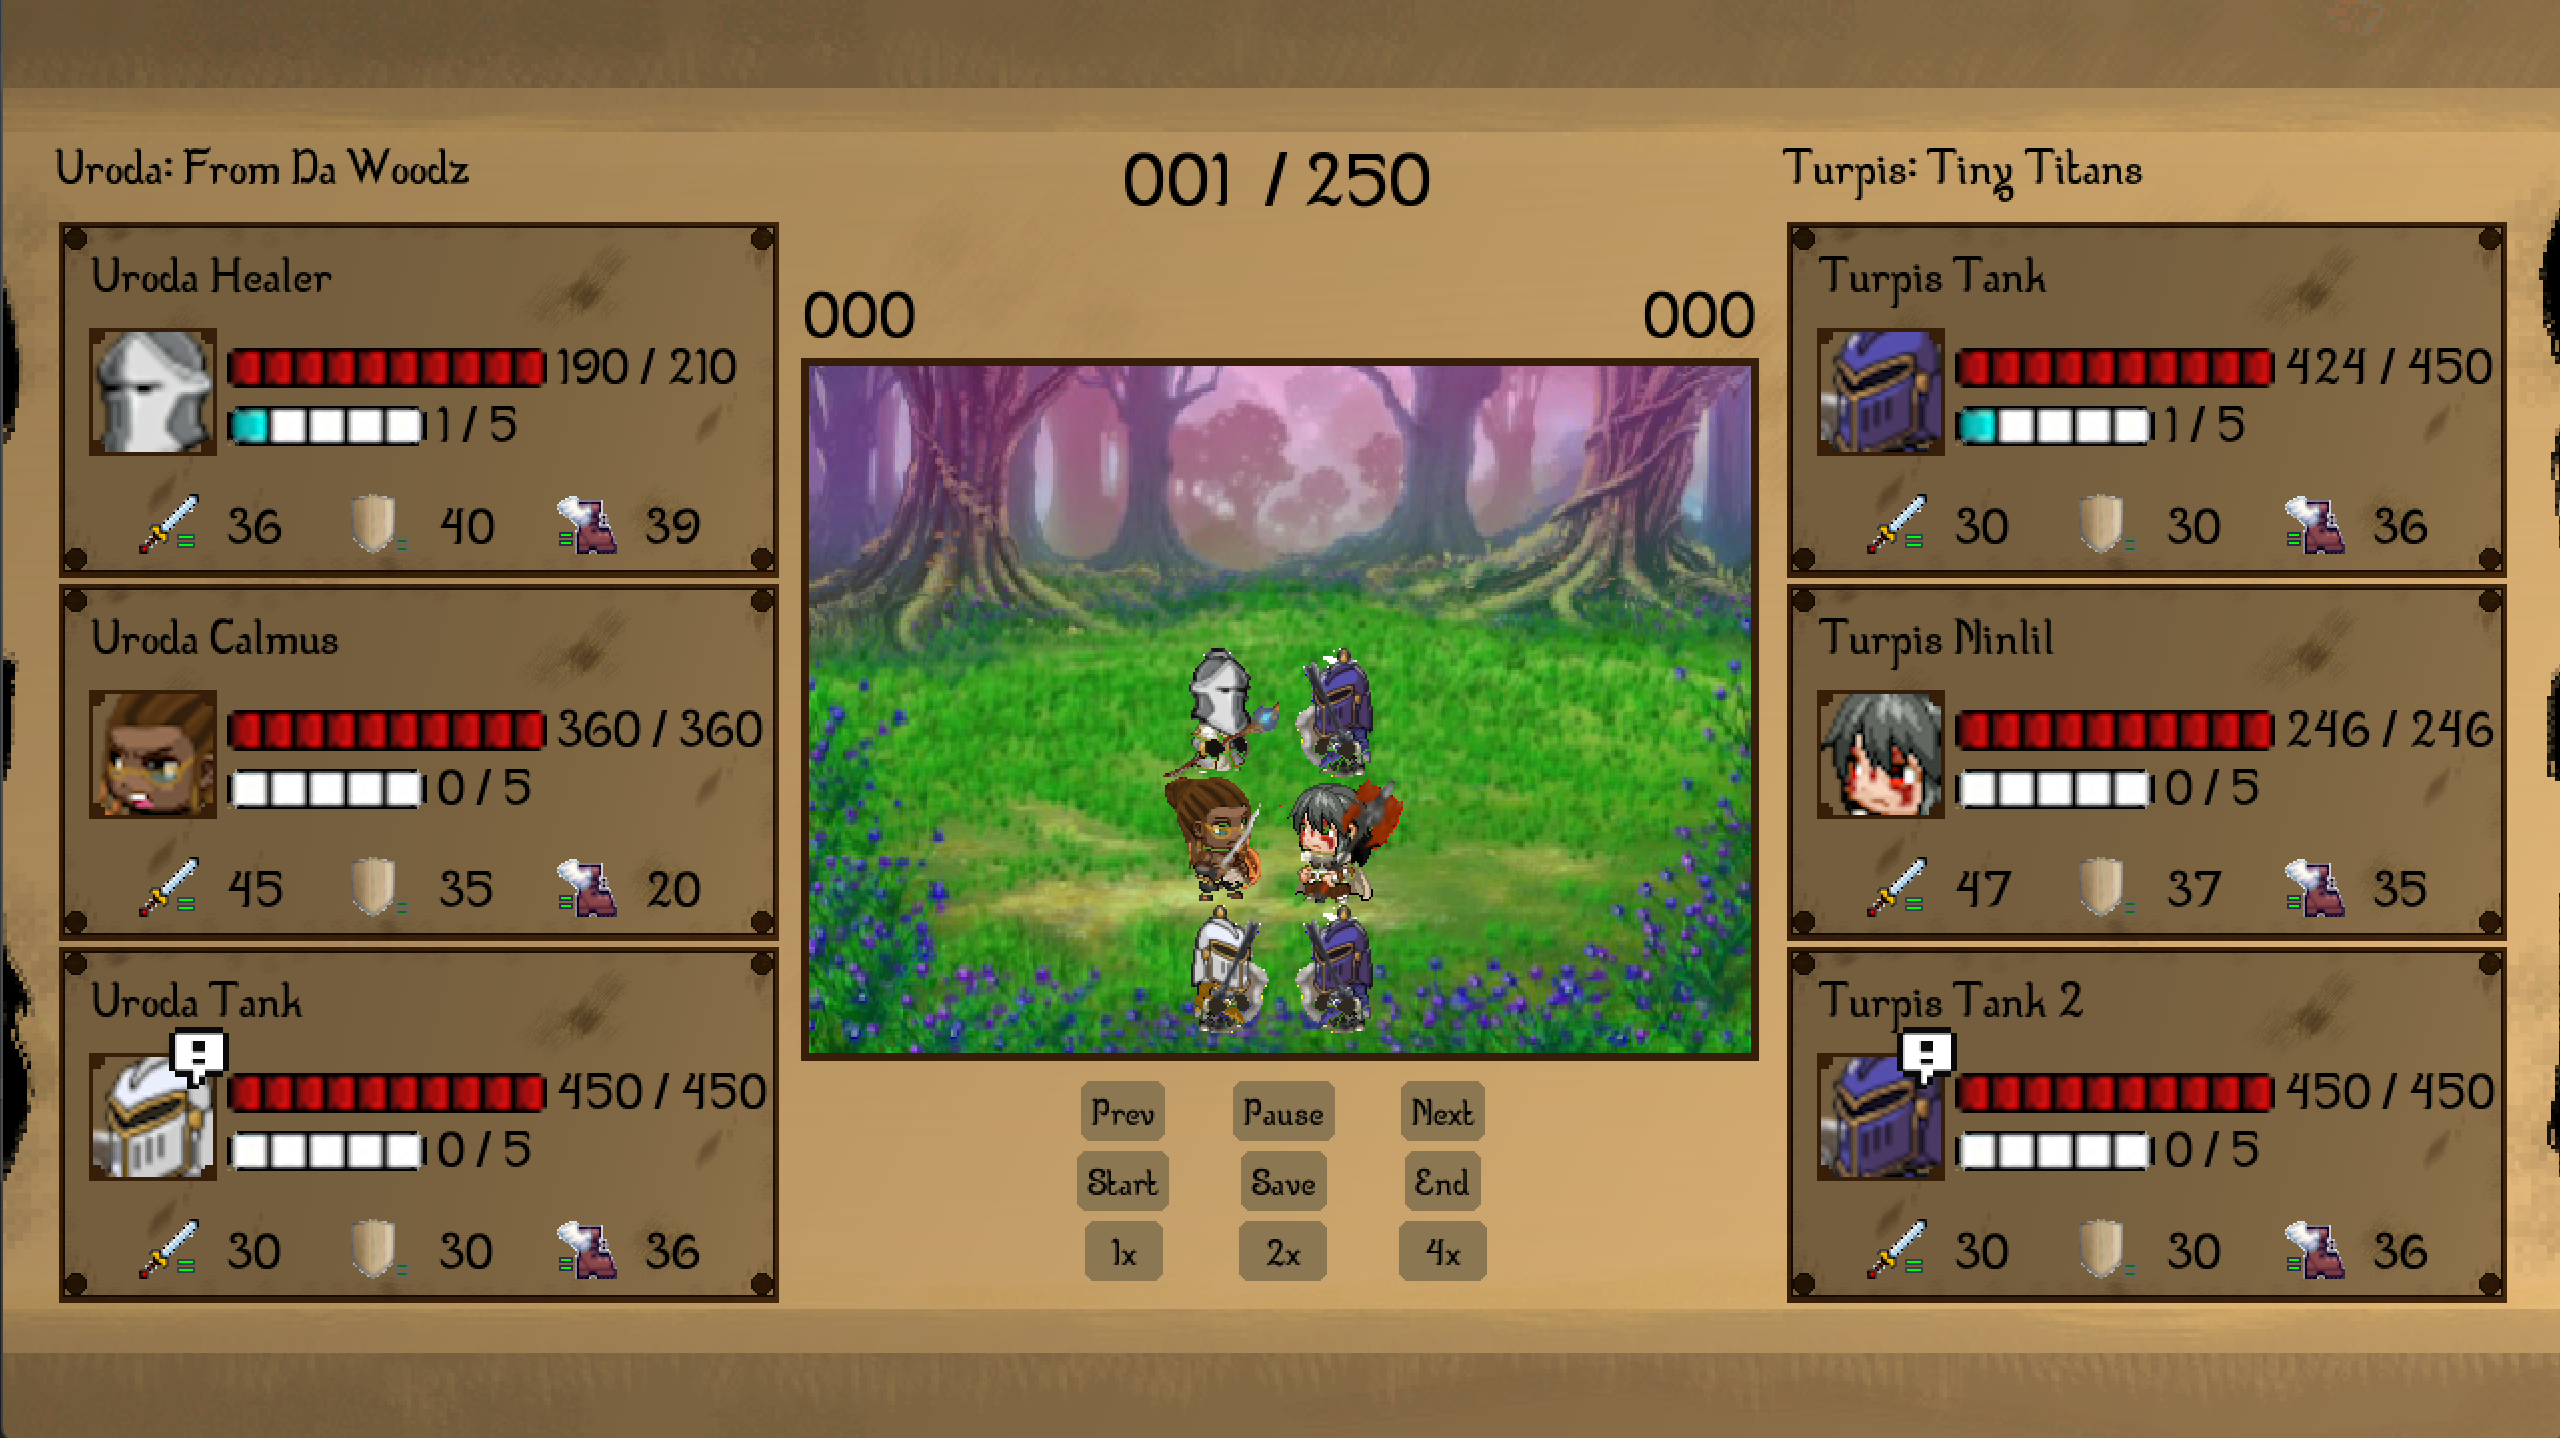 Uroda: From Da Woodz
001 / 250
Turpis: Tiny Titans
Uroda Healer
190 / 210
1 / 5
36 40 39
Uroda Calmus
360 / 360
0 / 5
45 35 20
Uroda Tank
450 / 450
0 / 5
30 30 36
000
000
Prev Pause Next
Start Save End
1x 2x 4x
Turpis Tank
424 / 450
1 / 5
30 30 36
Turpis Ninlil
246 / 246
0 / 5
47 37 35
Turpis Tank 2
450 / 450
0 / 5
30 30 36